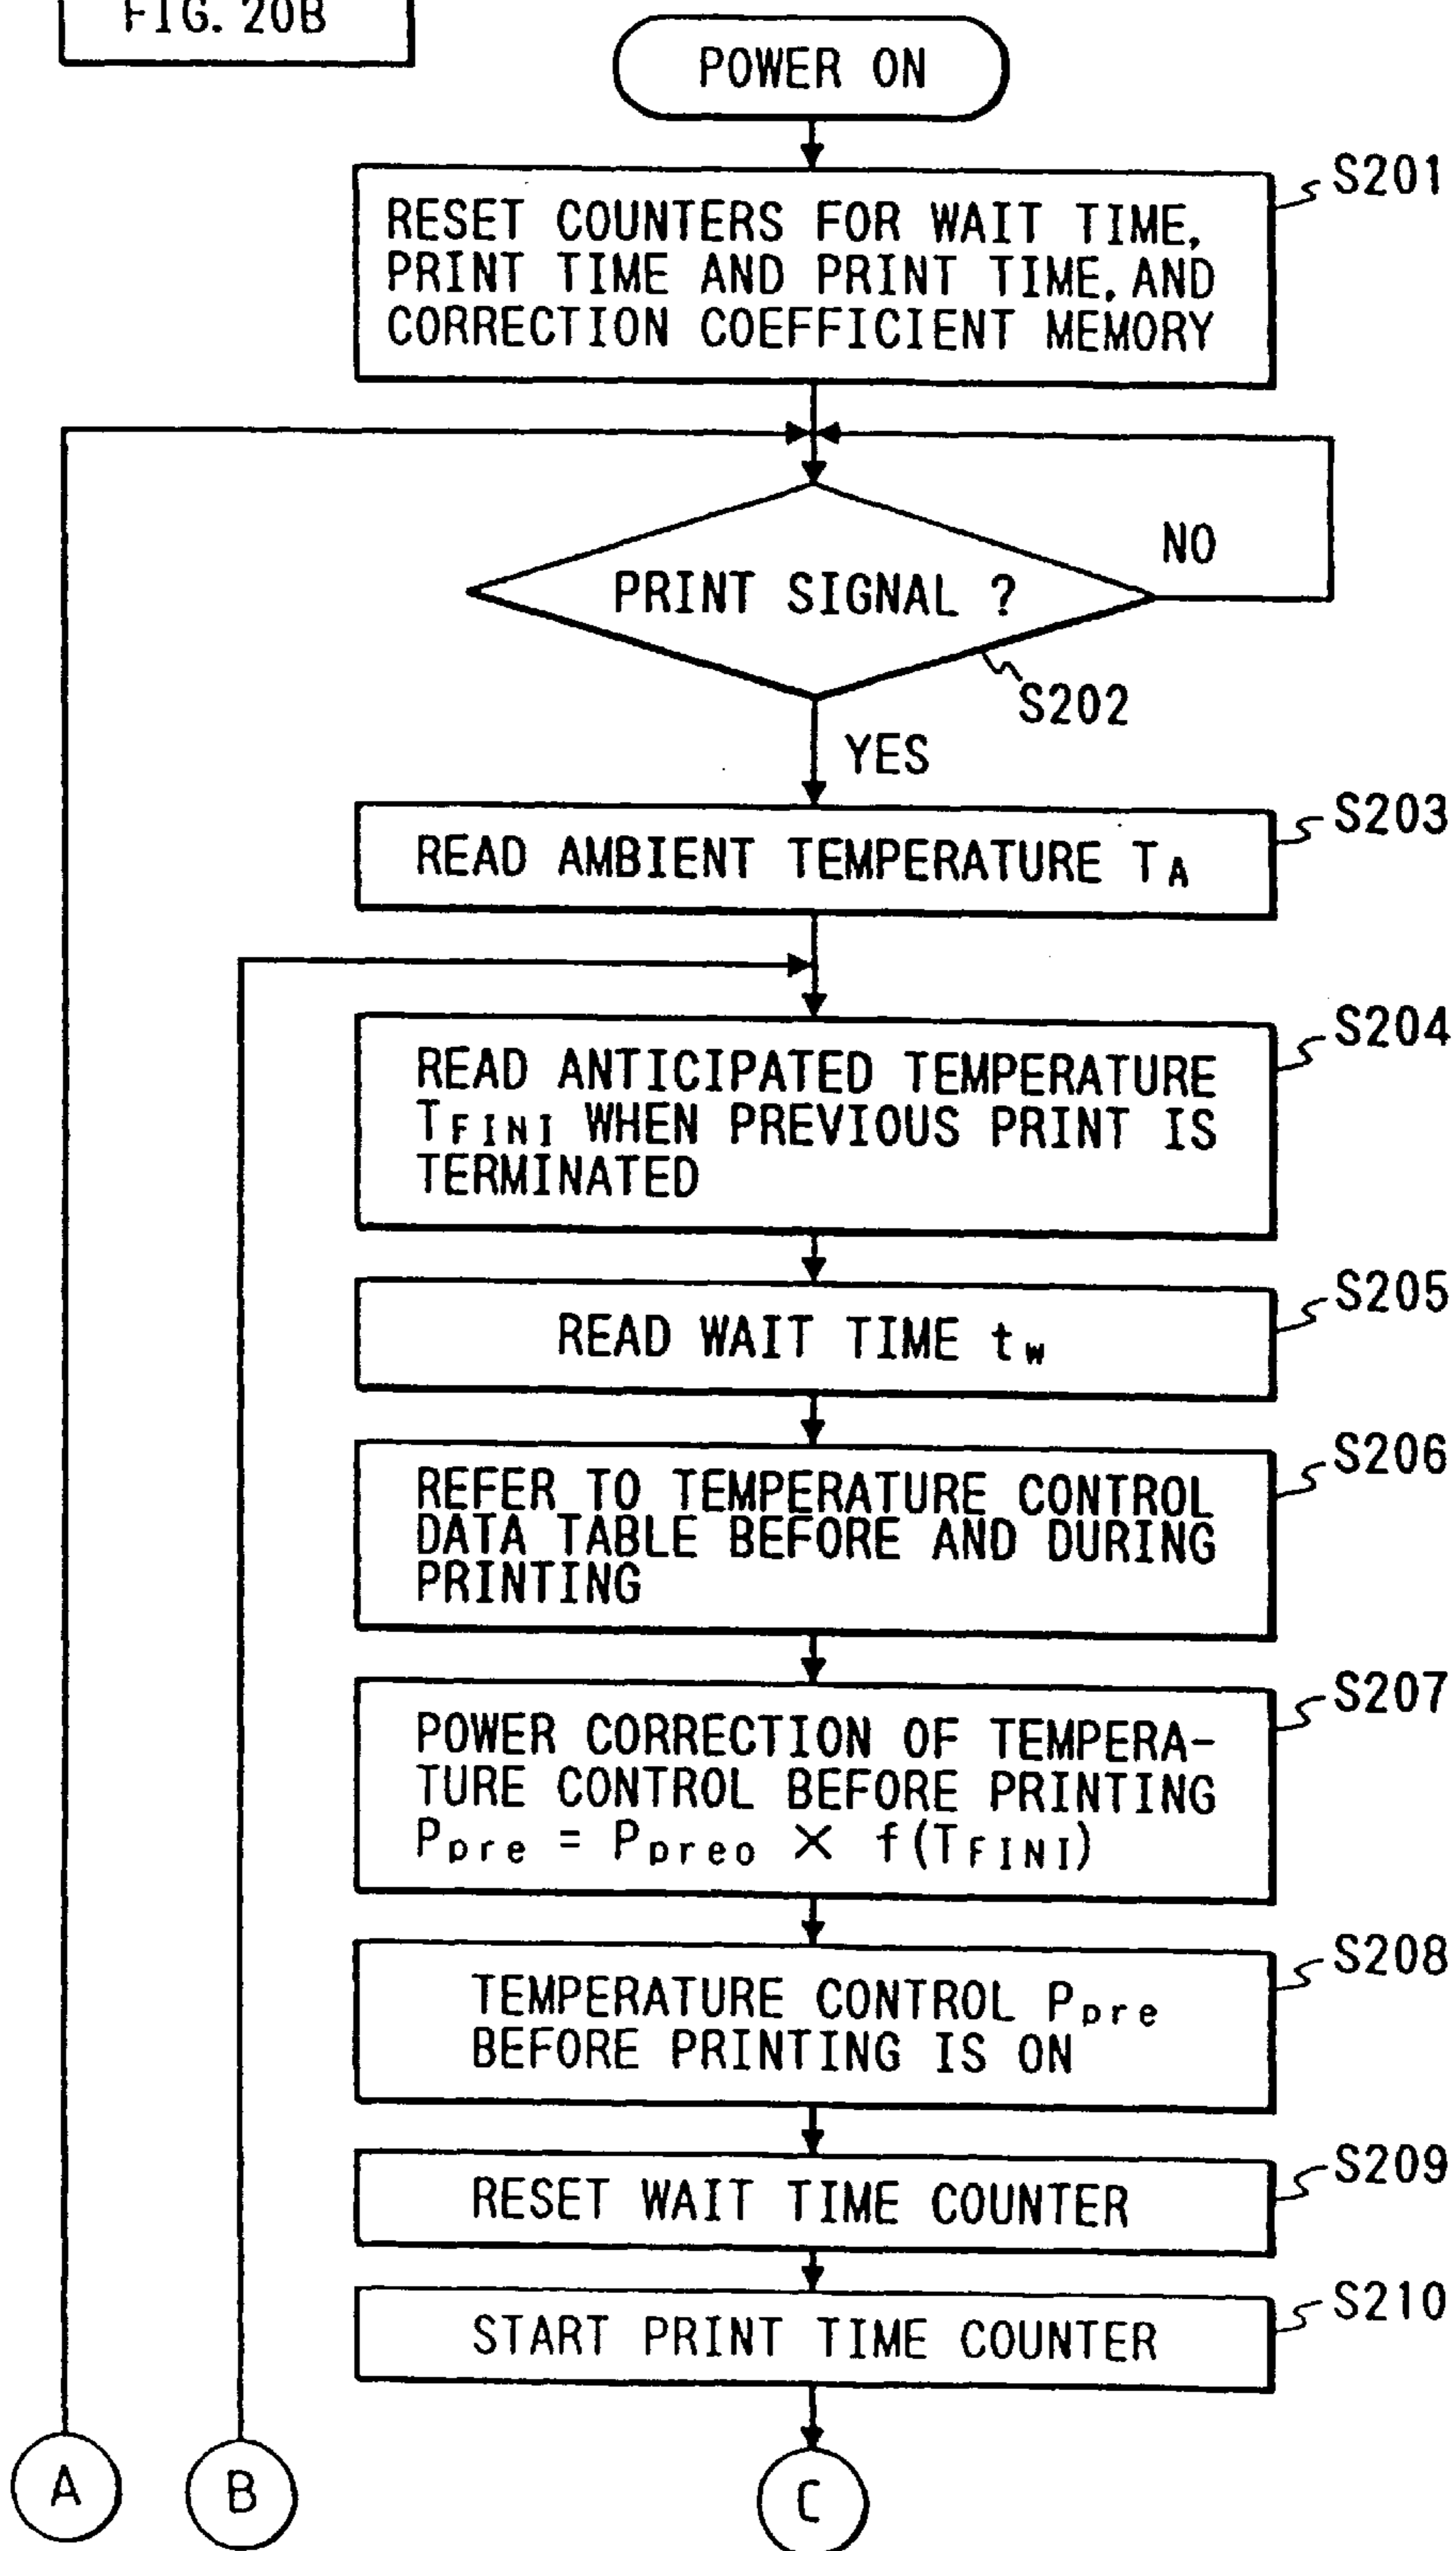 FIG. 20B
POWER ON
S201
RESET COUNTERS FOR WAIT TIME,
PRINT TIME AND PRINT TIME, AND
CORRECTION COEFFICIENT MEMORY
NO
PRINT SIGNAL ?
S202
YES
S203
READ AMBIENT TEMPERATURE TA
S204
READ ANTICIPATED TEMPERATURE
TFINI WHEN PREVIOUS PRINT IS
TERMINATED
S205
READ WAIT TIME tw
S206
REFER TO TEMPERATURE CONTROL
DATA TABLE BEFORE AND DURING
PRINTING
S207
POWER CORRECTION OF TEMPERA-
TURE CONTROL BEFORE PRINTING
Ppre = Ppreo × f(TFINI)
S208
TEMPERATURE CONTROL Ppre
BEFORE PRINTING IS ON
S209
RESET WAIT TIME COUNTER
S210
START PRINT TIME COUNTER
A
B
C